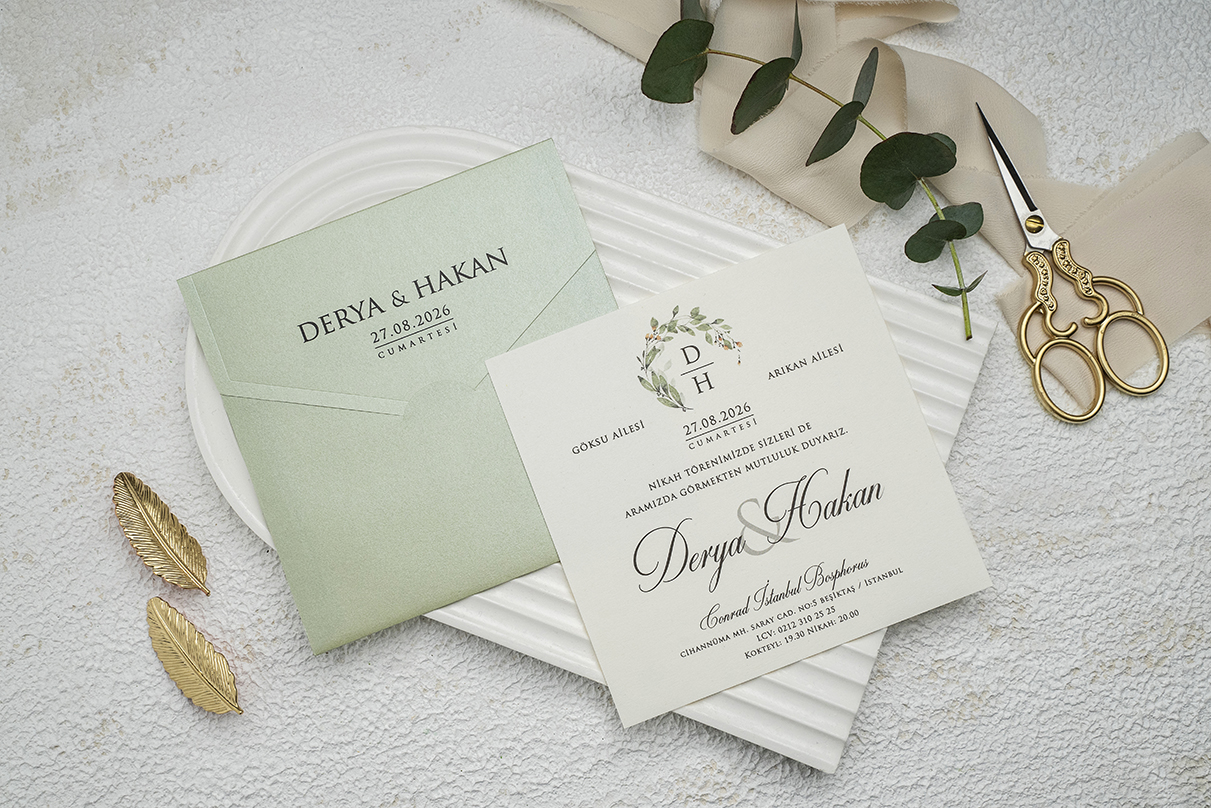 DERYA & HAKAN
27.08.2026
CUMARTESİ
D
H
GÖKSU AİLESİ
ARIKAN AİLESİ
27.08.2026
CUMARTESİ
NİKAH TÖRENİMİZDE SİZLERİ DE
ARAMIZDA GÖRMEKTEN MUTLULUK DUYARIZ.
Derya & Hakan
Conrad İstanbul Bosphorus
CİHANNÜMA MH. SARAY CAD. NO:5 BEŞİKTAŞ / İSTANBUL
LCV: 0212 310 25 25
KOKTEYL: 19.30 NİKAH: 20.00